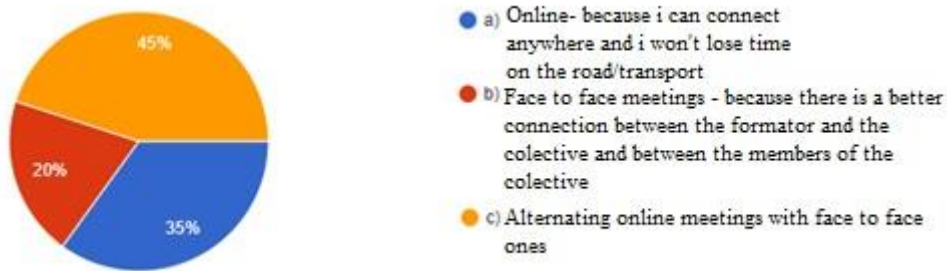 45%
20%
35%
a) Online- because i can connect
anywhere and i won't lose time
on the road/transport
b) Face to face meetings - because there is a better
connection between the formator and the
colective and between the members of the
colective
c) Alternating online meetings with face to face
ones